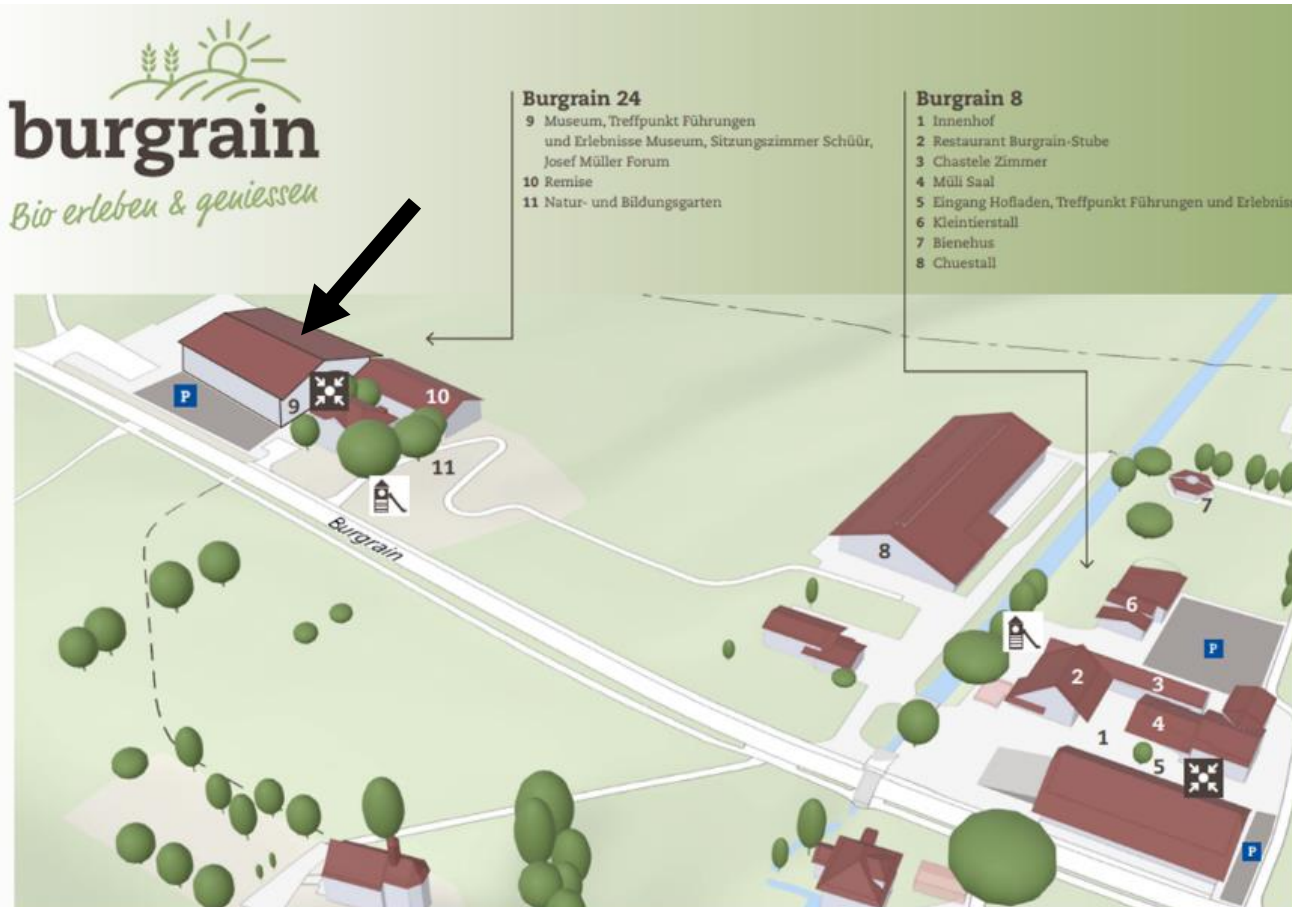 burgrain
Bio erleben & geniessen
Burgrain 24
9 Museum, Treffpunkt Führungen
und Erlebnisse Museum, Sitzungszimmer Schüür,
Josef Müller Forum
10 Remise
11 Natur- und Bildungsgarten
Burgrain 8
1 Innenhof
2 Restaurant Burgrain-Stube
3 Chastele Zimmer
4 Müli Saal
5 Eingang Hofladen, Treffpunkt Führungen und
6 Kleintierstall
7 Bienehus
8 Chuestall
P
9
10
11
Burgrain
8
7
6
P
2
3
4
1
5
P